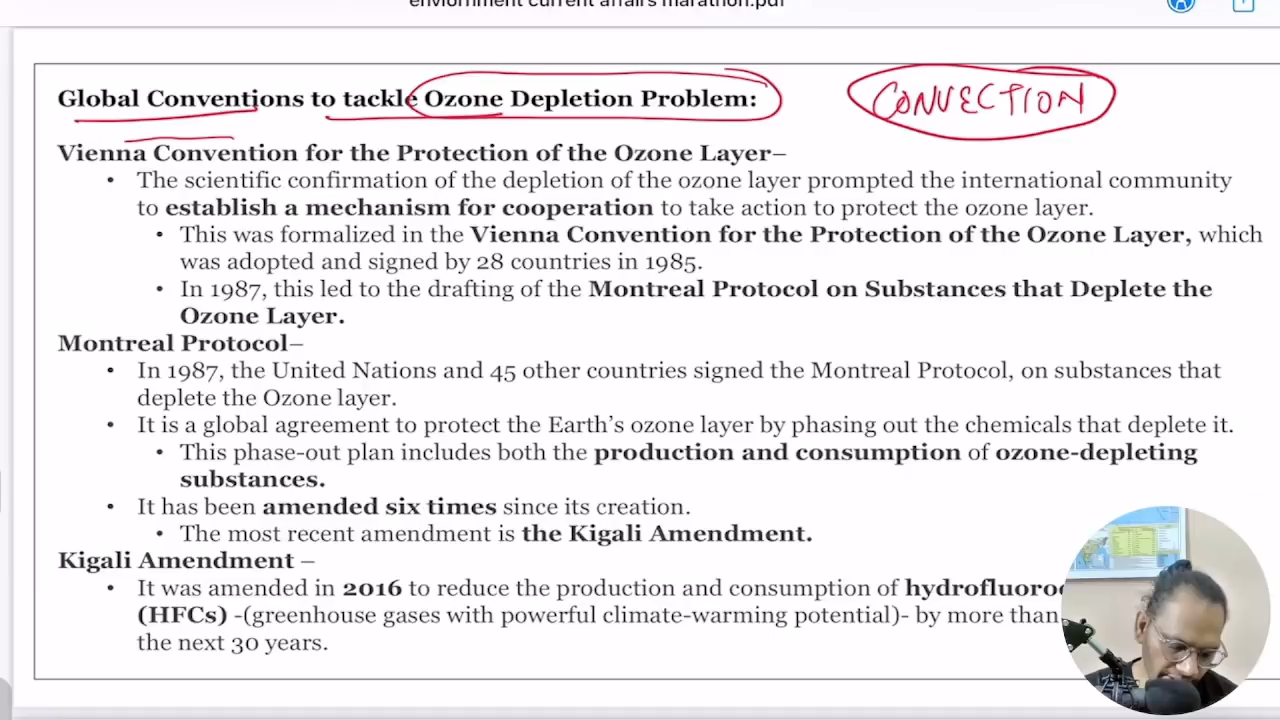 enviornment current affairs marathon.pdf
Global Conventions to tackle Ozone Depletion Problem:
CONVECTION
Vienna Convention for the Protection of the Ozone Layer–
• The scientific confirmation of the depletion of the ozone layer prompted the international community
to establish a mechanism for cooperation to take action to protect the ozone layer.
• This was formalized in the Vienna Convention for the Protection of the Ozone Layer, which
was adopted and signed by 28 countries in 1985.
• In 1987, this led to the drafting of the Montreal Protocol on Substances that Deplete the
Ozone Layer.
Montreal Protocol–
• In 1987, the United Nations and 45 other countries signed the Montreal Protocol, on substances that
deplete the Ozone layer.
• It is a global agreement to protect the Earth’s ozone layer by phasing out the chemicals that deplete it.
• This phase-out plan includes both the production and consumption of ozone-depleting
substances.
• It has been amended six times since its creation.
• The most recent amendment is the Kigali Amendment.
Kigali Amendment –
• It was amended in 2016 to reduce the production and consumption of
(HFCs) -(greenhouse gases with powerful climate-warming potential)- by more than
the next 30 years.